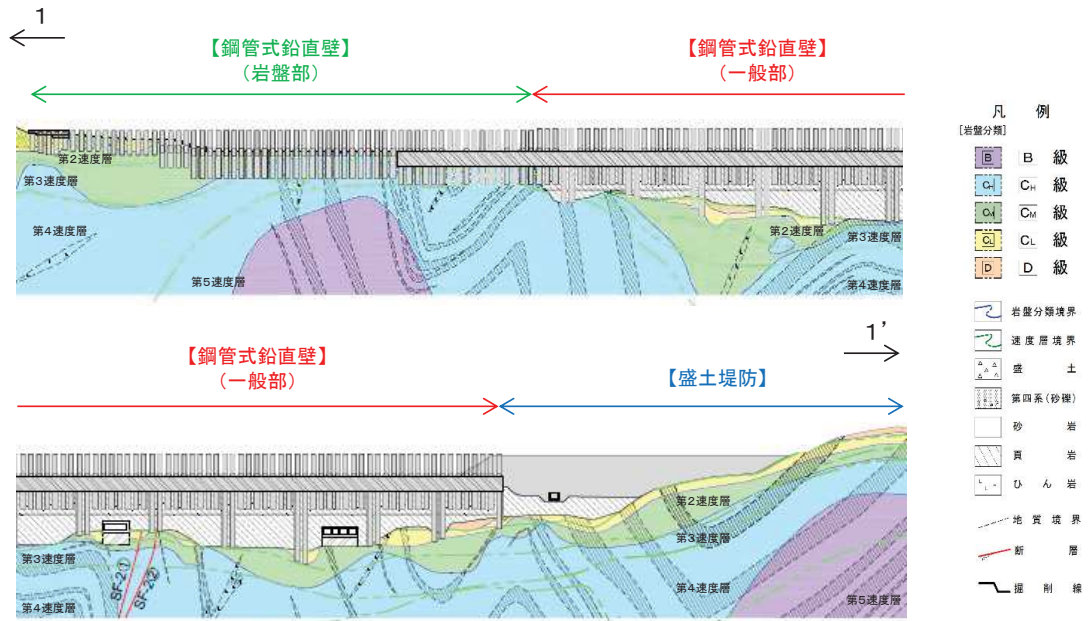 1
【鋼管式鉛直壁】
(岩盤部)
【鋼管式鉛直壁】
(一般部)
第2速度層
第3速度層
第4速度層
第5速度層
第2速度層
第3速度層
第4速度層
1’
【鋼管式鉛直壁】
(一般部)
【盛土堤防】
第3速度層
第4速度層
SF-2①
SF-2②
第2速度層
第3速度層
第4速度層
第5速度層
凡 例
[岩盤分類]
B B 級
CH CH 級
CM CM 級
CL CL 級
D D 級
岩盤分類境界
速度層境界
盛 土
第四系(砂礫)
砂 岩
頁 岩
ひ ん 岩
地 質 境 界
断 層
掘 削 線